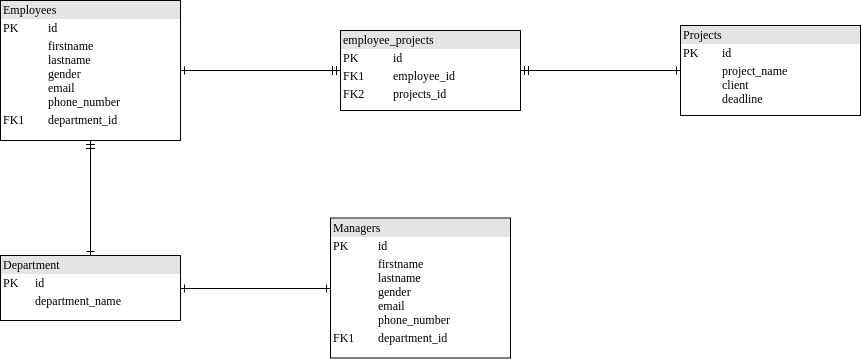 Employees
PK id
firstname
lastname
gender
email
phone_number
FK1 department_id
employee_projects
PK id
FK1 employee_id
FK2 projects_id
Projects
PK id
project_name
client
deadline
Department
PK id
department_name
Managers
PK id
firstname
lastname
gender
email
phone_number
FK1 department_id